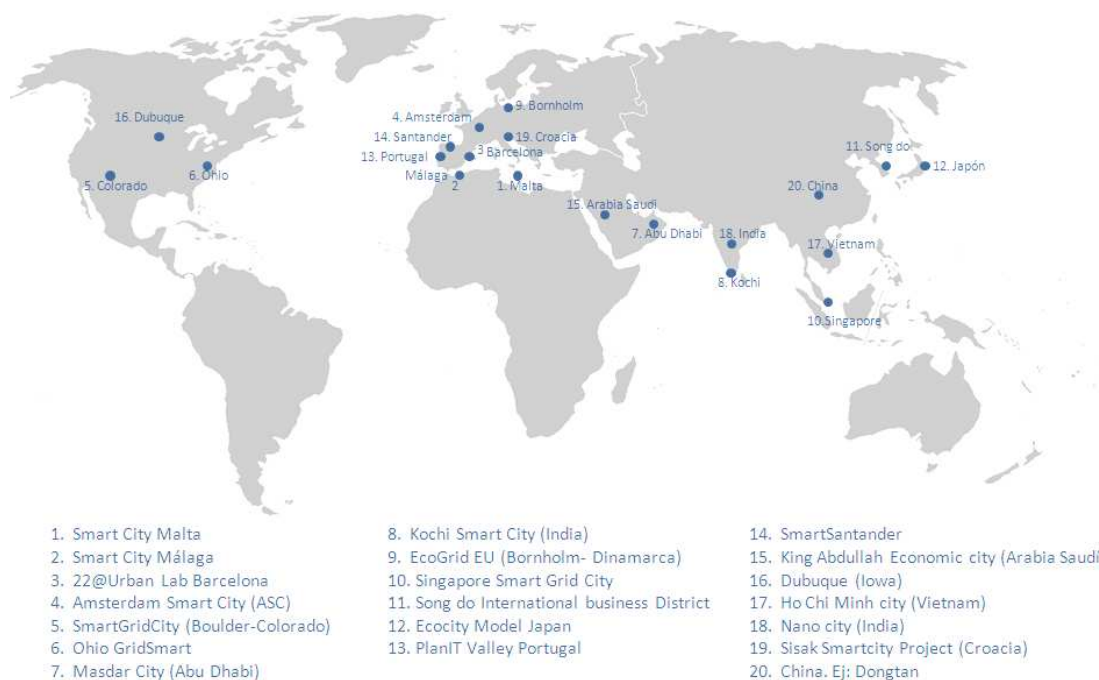 9. Bornholm
4. Amsteroam
16. Dubuque
14. Santander
19. Croacia
3 Barcelona
13. Portugal
11. Song do
12. Japón
6. Ohio
5. Colorado
Málaga
2
1. Malta
20. China
15. Arabia Saudi
7. Abu Dhabi
18. India
17. Vietnam
8. Kochi
10.Singapore
1. Smart City Malta
2. Smart City Málaga
3. 22@Urban Lab Barcelona
4. Amsterdam Smart City (ASC)
5. SmartGridCity (Boulder-Colorado)
6. Ohio GridSmart
7. Masdar City (Abu Dhabi)
8. Kochi Smart City (India)
9. EcoGrid EU (Bornholm- Dinamarca)
10. Singapore Smart Grid City
11. Song do International business District
12. Ecocity Model Japan
13. PlanIT Valley Portugal
14. SmartSantander
15. King Abdullah Economic city (Arabia Saudí
16. Dubuque (Iowa)
17. Ho Chi Minh city (Vietnam)
18. Nano city (India)
19. Sisak Smartcity Project (Croacia)
20. China. Ej: Dongtan